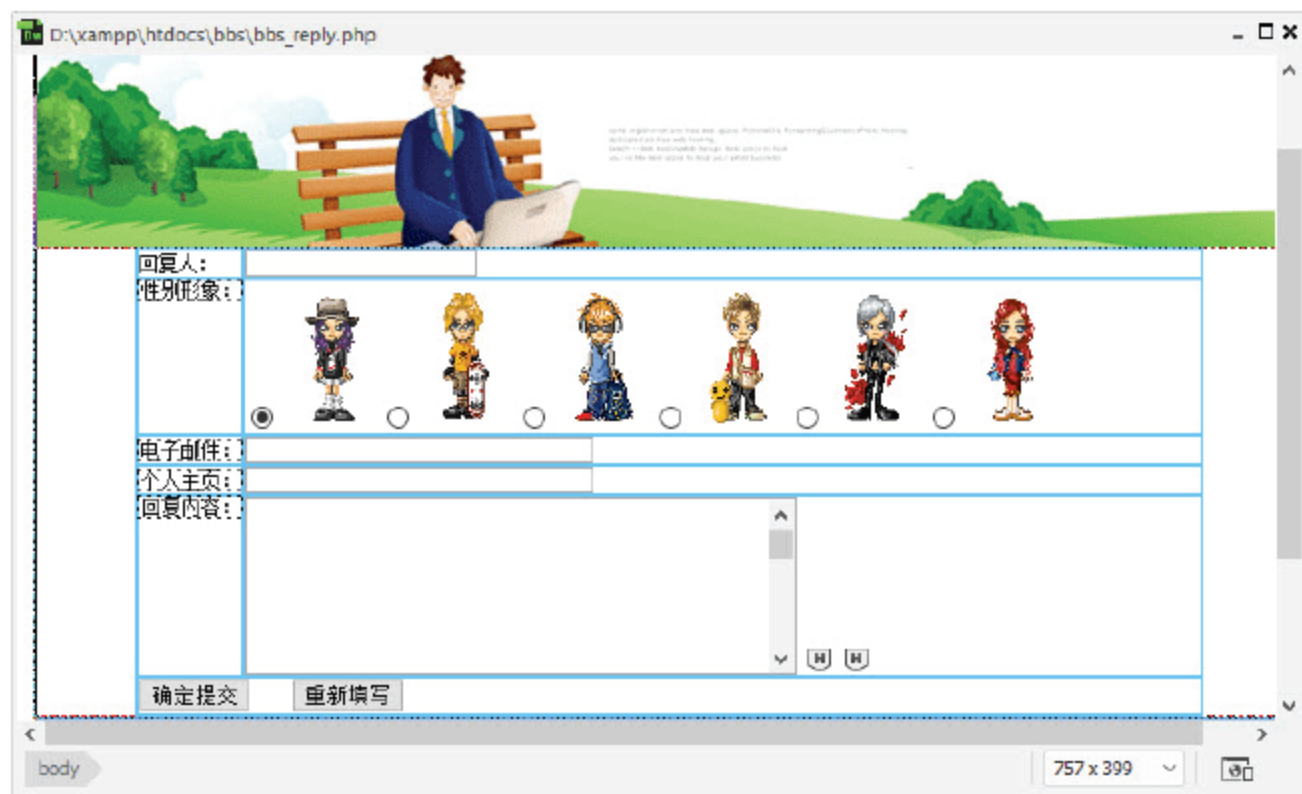 Dw D:\xampp\htdocs\bbs\bbs_reply.php
回复人：
性别形象：
电子邮件：
个人主页：
回复内容：
H H
确定提交 重新填写
body 757 x 399